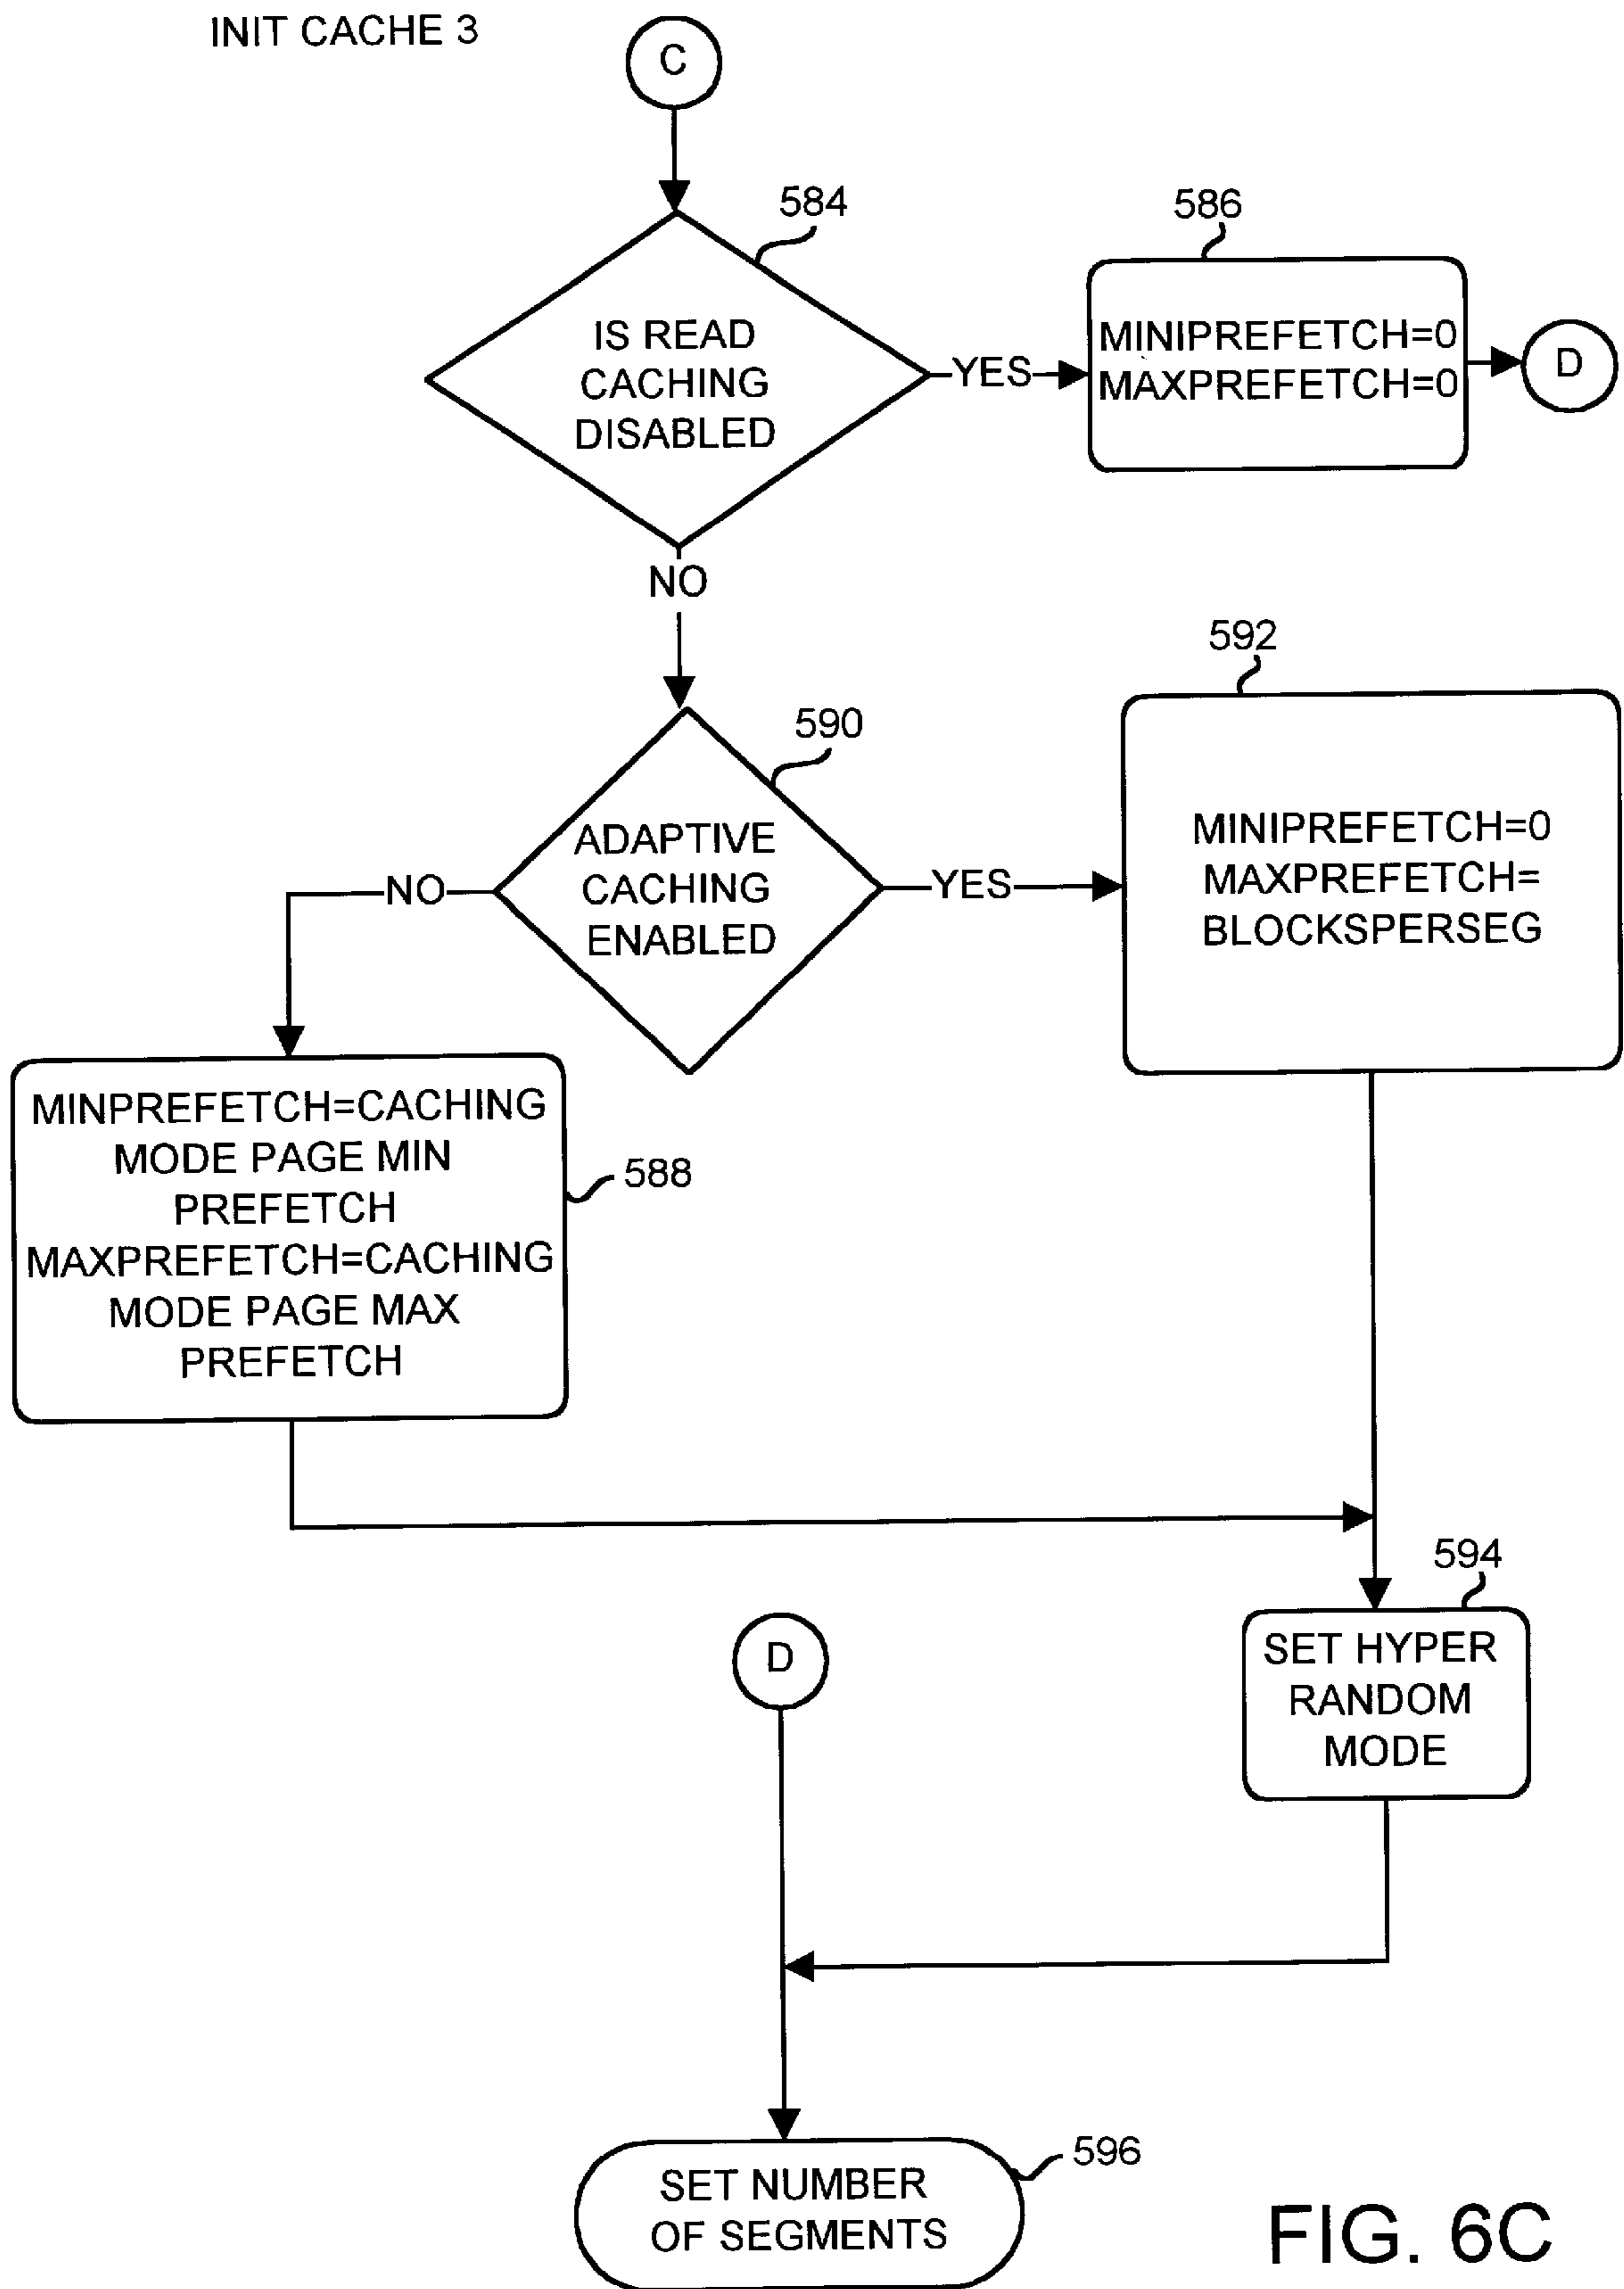 INIT CACHE 3
C
584
586
IS READ
CACHING
DISABLED
YES
MINIPREFETCH=0
MAXPREFETCH=0
D
NO
592
590
ADAPTIVE
CACHING
ENABLED
NO
YES
MINIPREFETCH=0
MAXPREFETCH=
BLOCKSPERSEG
MINPREFETCH=CACHING
MODE PAGE MIN
PREFETCH
MAXPREFETCH=CACHING
MODE PAGE MAX
PREFETCH
588
594
D
SET HYPER
RANDOM
MODE
596
SET NUMBER
OF SEGMENTS
FIG. 6C